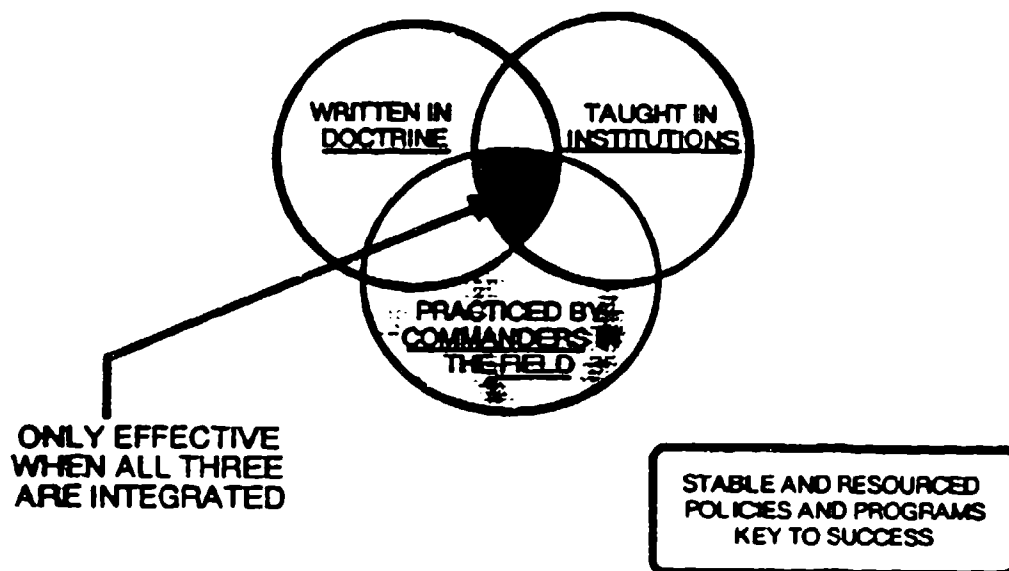 WRITTEN IN
DOCTRINE
TAUGHT IN
INSTITUTIONS
PRACTICED BY
COMMANDERS
THE FIELD
ONLY EFFECTIVE
WHEN ALL THREE
ARE INTEGRATED
STABLE AND RESOURCED
POLICIES AND PROGRAMS
KEY TO SUCCESS